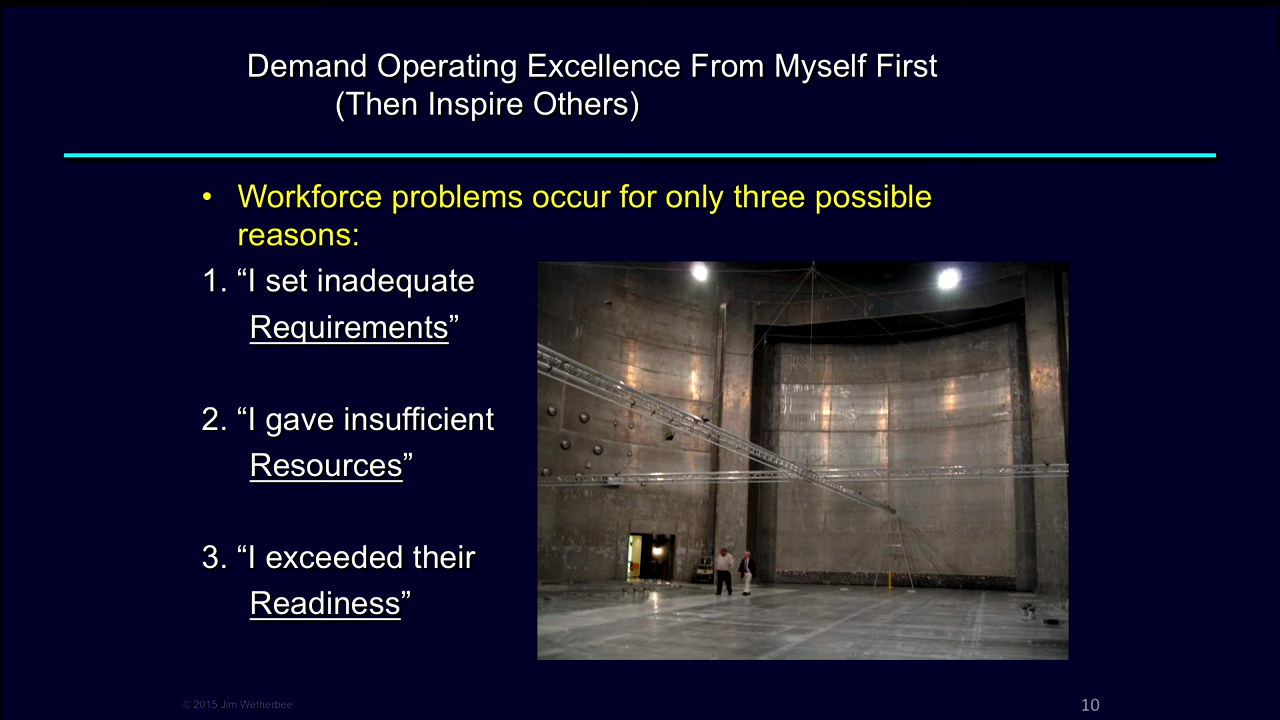 Demand Operating Excellence From Myself First
(Then Inspire Others)
• Workforce problems occur for only three possible
reasons:
1. “I set inadequate
Requirements”
2. “I gave insufficient
Resources”
3. “I exceeded their
Readiness”
© 2015 Jim Wetherbee
10